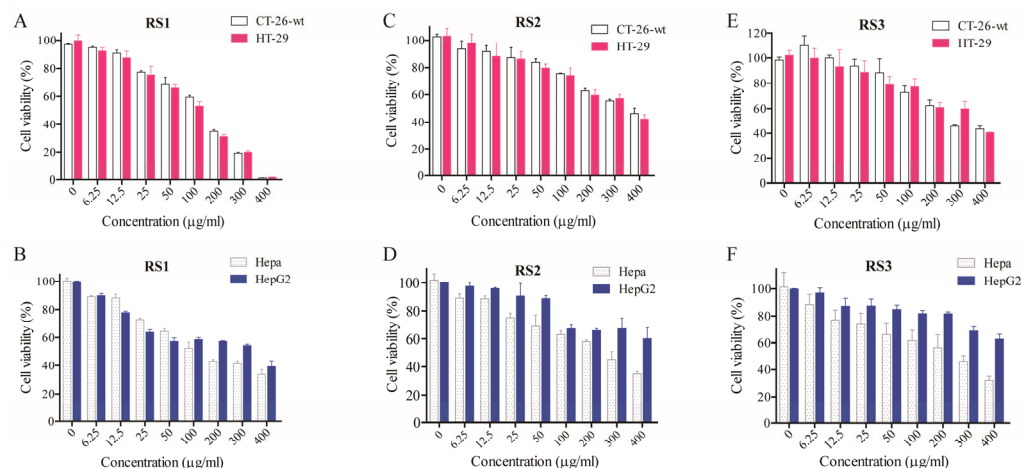 A
RS1
CT-26-wt
HT-29
100
80
60
40
20
0
Cell viability (%)
0 6.25 12.5 25 50 100 200 300 400
Concentration (μg/ml)
C
RS2
CT-26-wt
HT-29
100
80
60
40
20
0
Cell viability (%)
0 6.25 12.5 25 50 100 200 300 400
Concentration (μg/ml)
E
RS3
CT-26-wt
HT-29
120
100
80
60
40
20
0
Cell viability (%)
0 6.25 12.5 25 50 100 200 300 400
Concentration (μg/ml)
B
RS1
Hepa
HepG2
100
80
60
40
20
0
Cell viability (%)
0 6.25 12.5 25 50 100 200 300 400
Concentration (μg/ml)
D
RS2
Hepa
HepG2
100
80
60
40
20
0
Cell viability (%)
0 6.25 12.5 25 50 100 200 300 400
Concentration (μg/ml)
F
RS3
Hepa
HepG2
100
80
60
40
20
0
Cell viability (%)
0 6.25 12.5 25 50 100 200 300 400
Concentration (μg/ml)